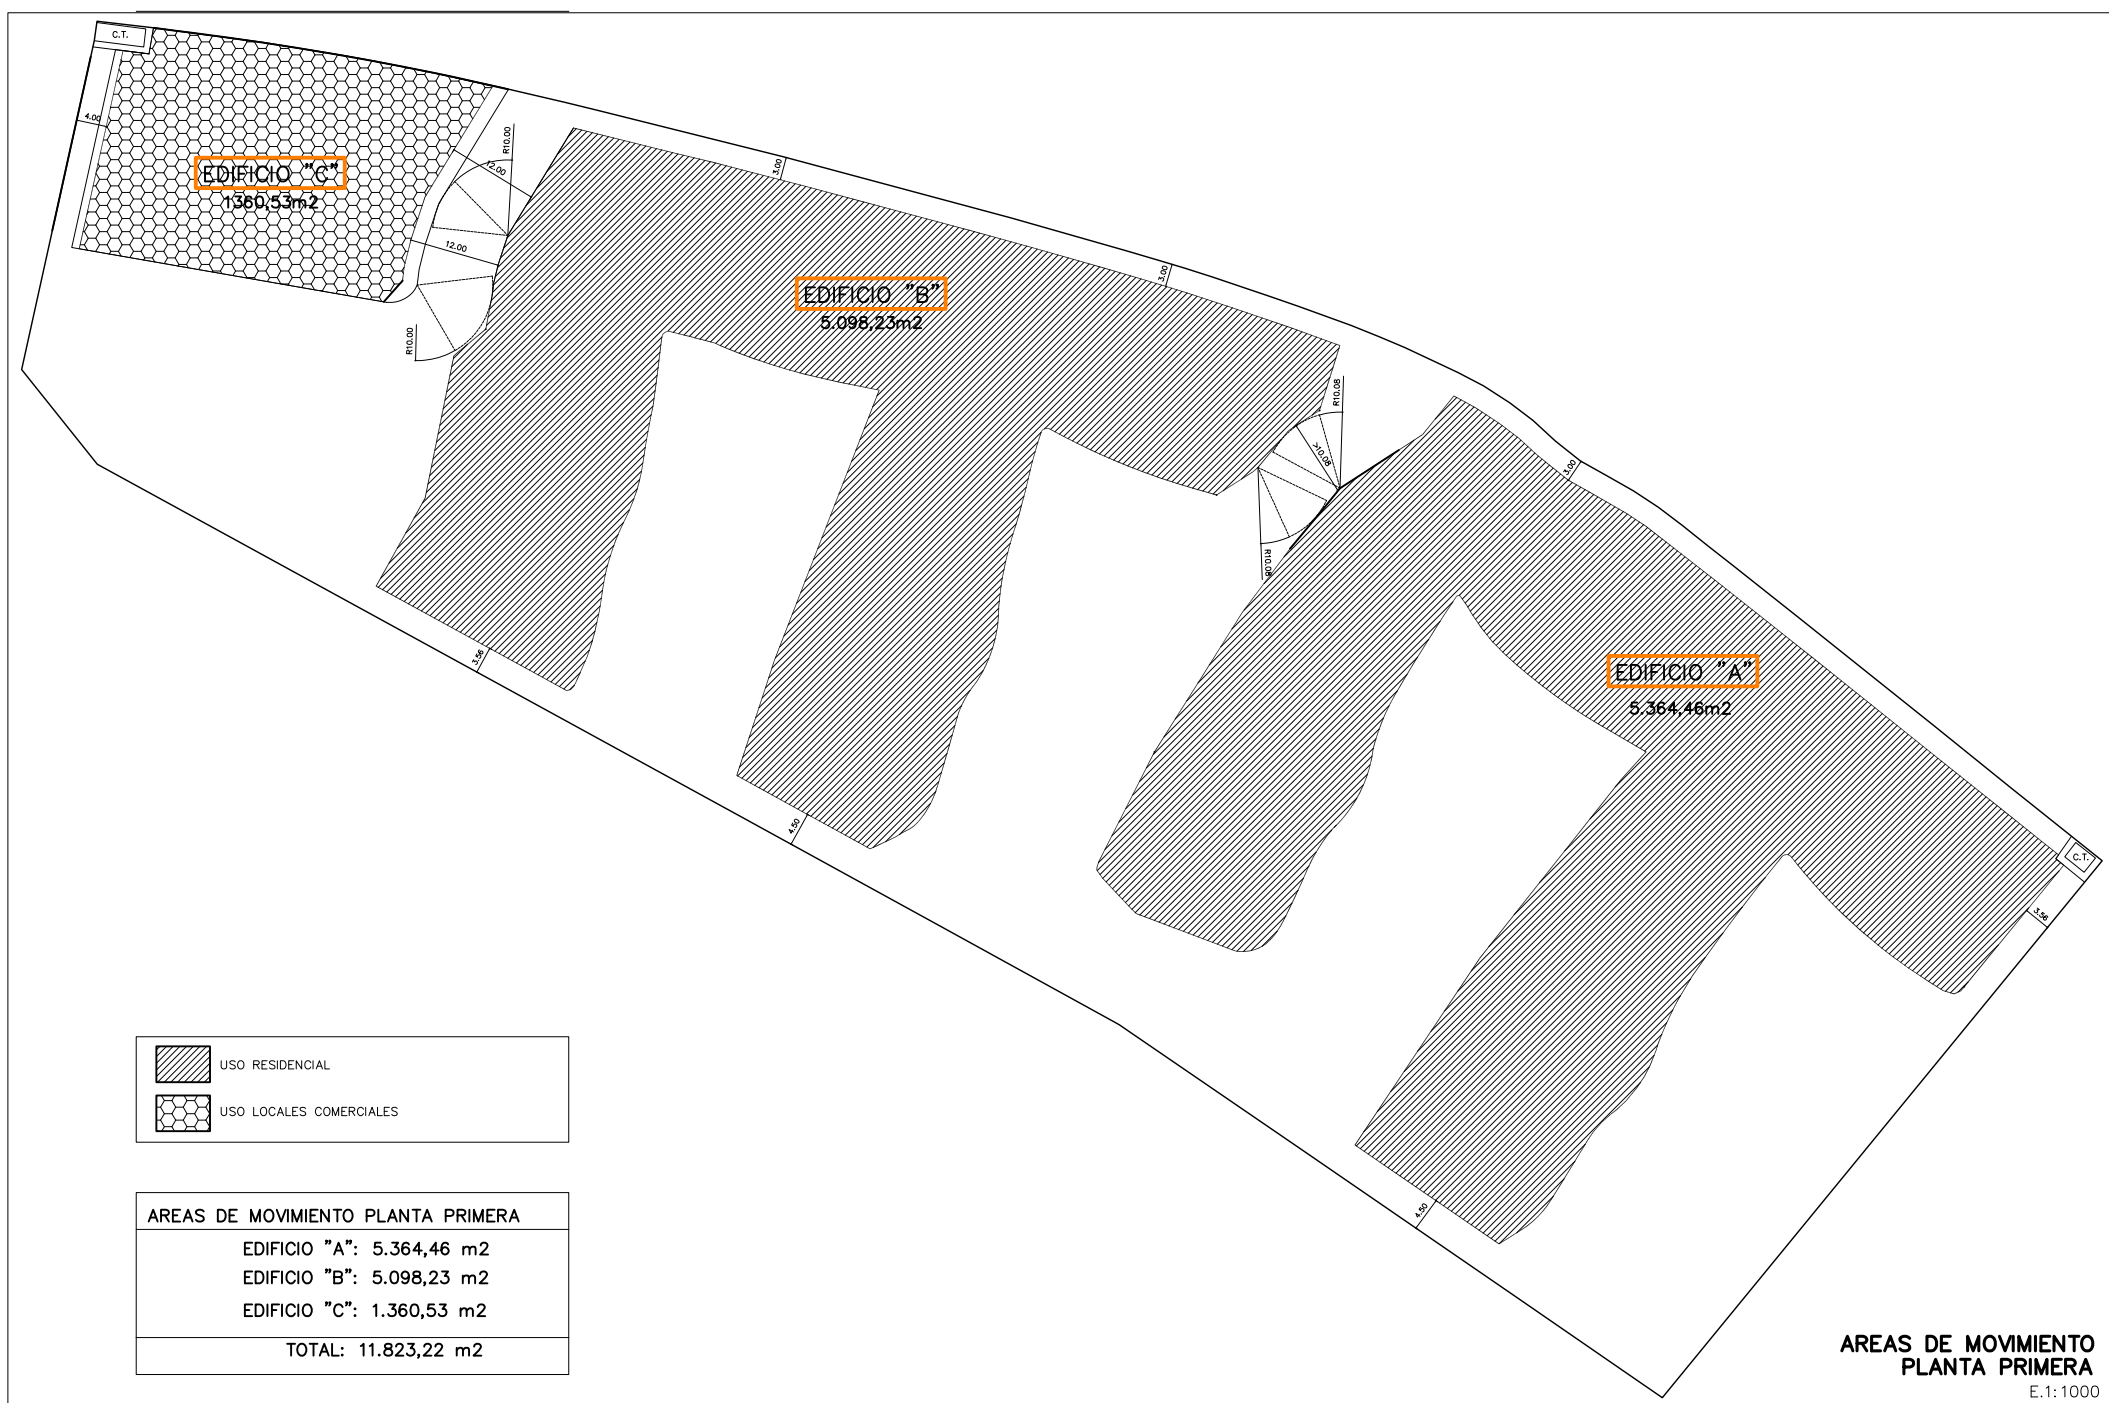 C.T.
4.00
EDIFICIO "C"
1360,53m2
R10.00
12.00
12.00
R10.00
3.00
3.00
EDIFICIO "B"
5.098,23m2
R10.08
>10.08
R10.08
3.00
3.56
EDIFICIO "A"
5.364,46m2
4.50
C.T.
3.56
4.50
USO RESIDENCIAL
USO LOCALES COMERCIALES
AREAS DE MOVIMIENTO PLANTA PRIMERA
EDIFICIO "A": 5.364,46 m2
EDIFICIO "B": 5.098,23 m2
EDIFICIO "C": 1.360,53 m2
TOTAL: 11.823,22 m2
AREAS DE MOVIMIENTO
PLANTA PRIMERA
E.1:1000